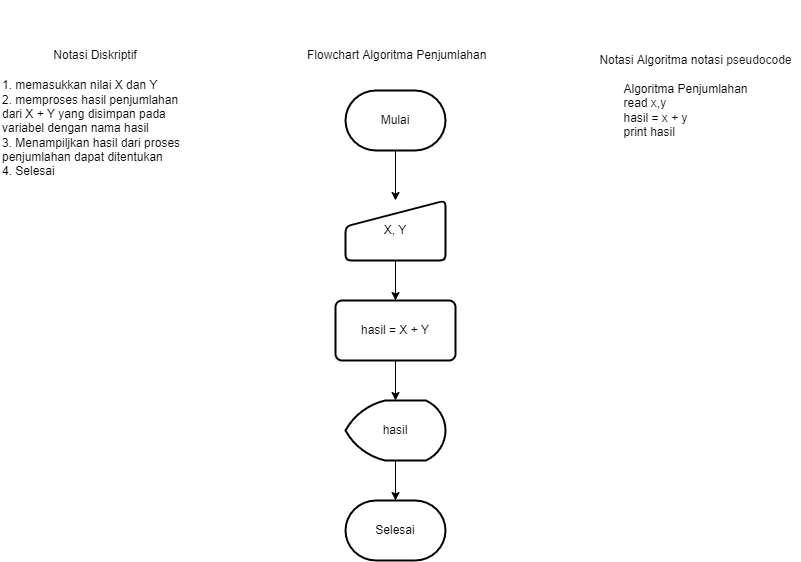 Notasi Diskriptif
1. memasukkan nilai X dan Y
2. memproses hasil penjumlahan
dari X + Y yang disimpan pada
variabel dengan nama hasil
3. Menampiljkan hasil dari proses
penjumlahan dapat ditentukan
4. Selesai
Flowchart Algoritma Penjumlahan
Mulai
X, Y
hasil = X + Y
hasil
Selesai
Notasi Algoritma notasi pseudocode
Algoritma Penjumlahan
read x,y
hasil = x + y
print hasil